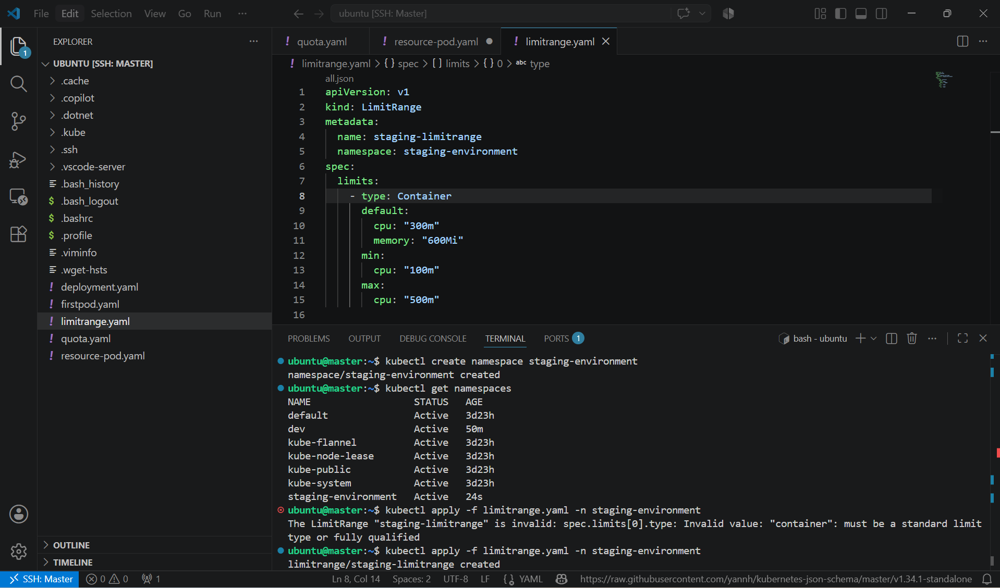 File Edit Selection View Go Run ··· ubuntu [SSH: Master]
EXPLORER ···
1
UBUNTU [SSH: MASTER]
.cache
.copilot
.dotnet
.kube
.ssh
.vscode-server
.bash_history
$ .bash_logout
$ .bashrc
$ .profile
.viminfo
.wget-hsts
! deployment.yaml
! firstpod.yaml
! limitrange.yaml
! quota.yaml
! resource-pod.yaml
OUTLINE
TIMELINE
! quota.yaml ! resource-pod.yaml ● ! limitrange.yaml ×
! limitrange.yaml > {} spec > [ ] limits > {} 0 > abc type
all.json
1 apiVersion: v1
2 kind: LimitRange
3 metadata:
4 name: staging-limitrange
5 namespace: staging-environment
6 spec:
7 limits:
8 - type: Container
9 default:
10 cpu: "300m"
11 memory: "600Mi"
12 min:
13 cpu: "100m"
14 max:
15 cpu: "500m"
16
PROBLEMS OUTPUT DEBUG CONSOLE TERMINAL PORTS 1 bash - ubuntu
ubuntu@master:~$ kubectl create namespace staging-environment
namespace/staging-environment created
ubuntu@master:~$ kubectl get namespaces
NAME STATUS AGE
default Active 3d23h
dev Active 50m
kube-flannel Active 3d23h
kube-node-lease Active 3d23h
kube-public Active 3d23h
kube-system Active 3d23h
staging-environment Active 24s
ubuntu@master:~$ kubectl apply -f limitrange.yaml -n staging-environment
The LimitRange "staging-limitrange" is invalid: spec.limits[0].type: Invalid value: "container": must be a standard limit
type or fully qualified
ubuntu@master:~$ kubectl apply -f limitrange.yaml -n staging-environment
limitrange/staging-limitrange created
SSH: Master 0 0 1 Ln 8, Col 14 Spaces: 2 UTF-8 LF YAML https://raw.githubusercontent.com/yannh/kubernetes-json-schema/master/v1.34.1-standalone